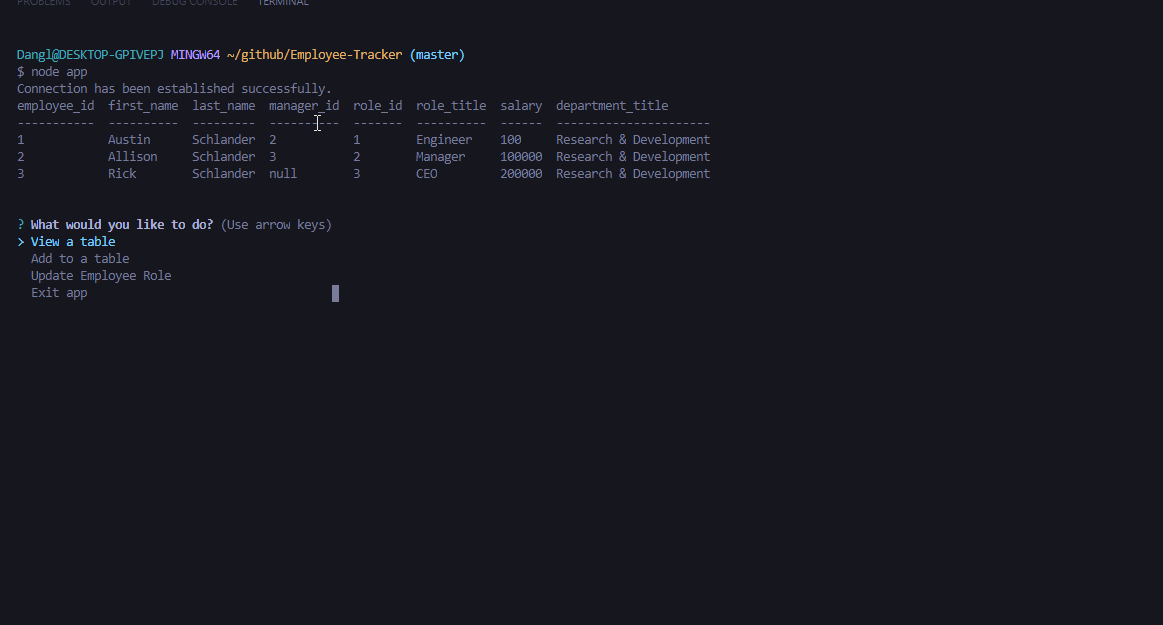 PROBLEMS OUTPUT DEBUG CONSOLE TERMINAL
Dangl@DESKTOP-GPIVEPJ MINGW64 ~/github/Employee-Tracker (master)
$ node app
Connection has been established successfully.
employee_id  first_name  last_name  manager_id  role_id  role_title  salary  department_title
-----------  ----------  ---------  ----------  -------  ----------  ------  ----------------------
1            Austin      Schlander  2           1        Engineer    100     Research & Development
2            Allison     Schlander  3           2        Manager     100000  Research & Development
3            Rick        Schlander  null        3        CEO         200000  Research & Development
? What would you like to do? (Use arrow keys)
> View a table
  Add to a table
  Update Employee Role
  Exit app